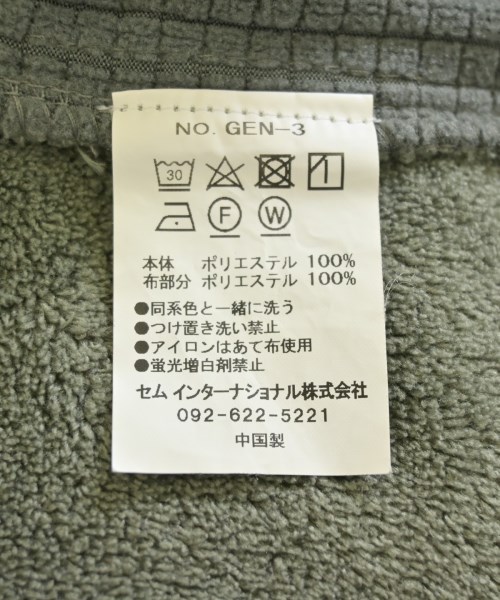 NO. GEN-3
30
F W
本体 ポリエステル 100%
布部分 ポリエステル 100%
●同系色と一緒に洗う
●つけ置き洗い禁止
●アイロンはあて布使用
●蛍光増白剤禁止
セム インターナショナル株式会社
092-622-5221
中国製